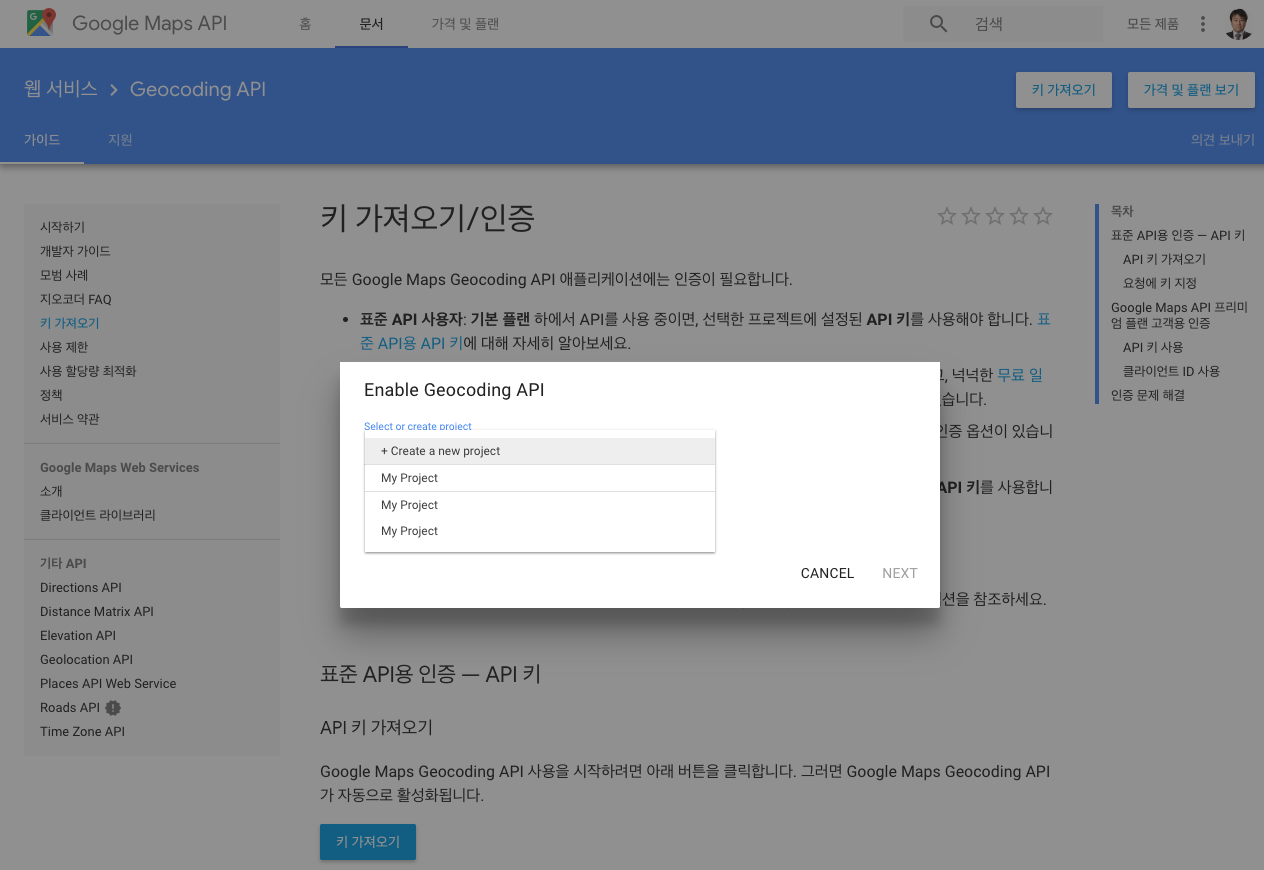 Google Maps API
홈
문서
가격 및 플랜
검색
모든 제품
웹 서비스 > Geocoding API
키 가져오기
가격 및 플랜 보기
가이드
지원
의견 보내기
시작하기
개발자 가이드
모범 사례
지오코더 FAQ
키 가져오기
사용 제한
사용 할당량 최적화
정책
서비스 약관
Google Maps Web Services
소개
클라이언트 라이브러리
기타 API
Directions API
Distance Matrix API
Elevation API
Geolocation API
Places API Web Service
Roads API
Time Zone API
키 가져오기/인증
모든 Google Maps Geocoding API 애플리케이션에는 인증이 필요합니다.
• 표준 API 사용자: 기본 플랜 하에서 API를 사용 중이면, 선택한 프로젝트에 설정된 API 키를 사용해야 합니다. 표
준 API용 API 키에 대해 자세히 알아보세요.
넉넉한 무료 일
습니다.
인증 옵션이 있습니
API 키를 사용합니
션을 참조하세요.
Enable Geocoding API
Select or create project
+ Create a new project
My Project
My Project
My Project
CANCEL
NEXT
표준 API용 인증 — API 키
API 키 가져오기
Google Maps Geocoding API 사용을 시작하려면 아래 버튼을 클릭합니다. 그러면 Google Maps Geocoding API
가 자동으로 활성화됩니다.
키 가져오기
목차
표준 API용 인증 — API 키
API 키 가져오기
요청에 키 지정
Google Maps API 프리미
엄 플랜 고객용 인증
API 키 사용
클라이언트 ID 사용
인증 문제 해결